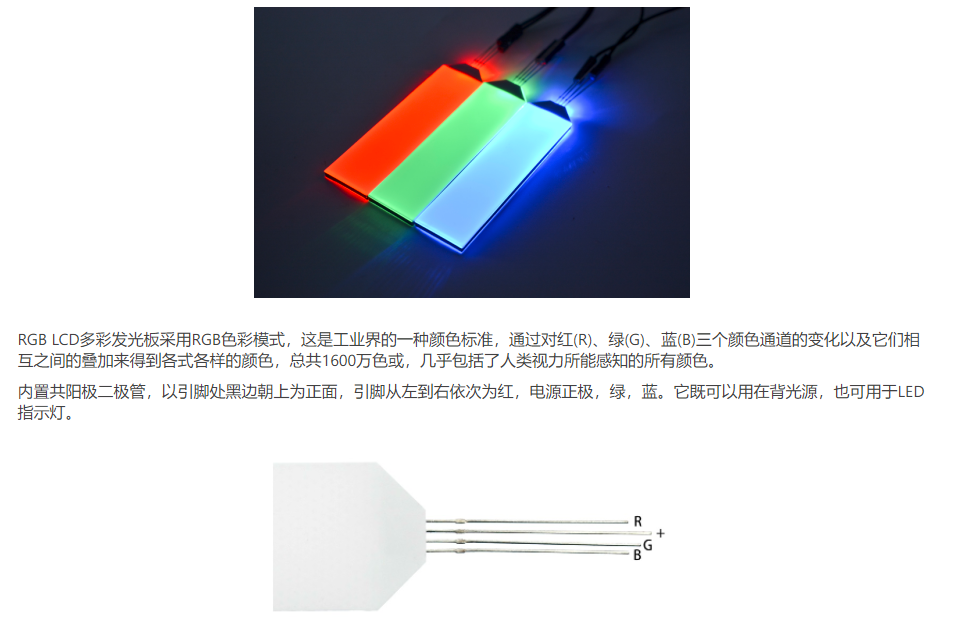 RGB LCD多彩发光板采用RGB色彩模式，这是工业界的一种颜色标准，通过对红(R)、绿(G)、蓝(B)三个颜色通道的变化以及它们相
互之间的叠加来得到各式各样的颜色，总共1600万色或，几乎包括了人类视力所能感知的所有颜色。
内置共阳极二极管，以引脚处黑边朝上为正面，引脚从左到右依次为红，电源正极，绿，蓝。它既可以用在背光源，也可用于LED
指示灯。
R
+
G
B